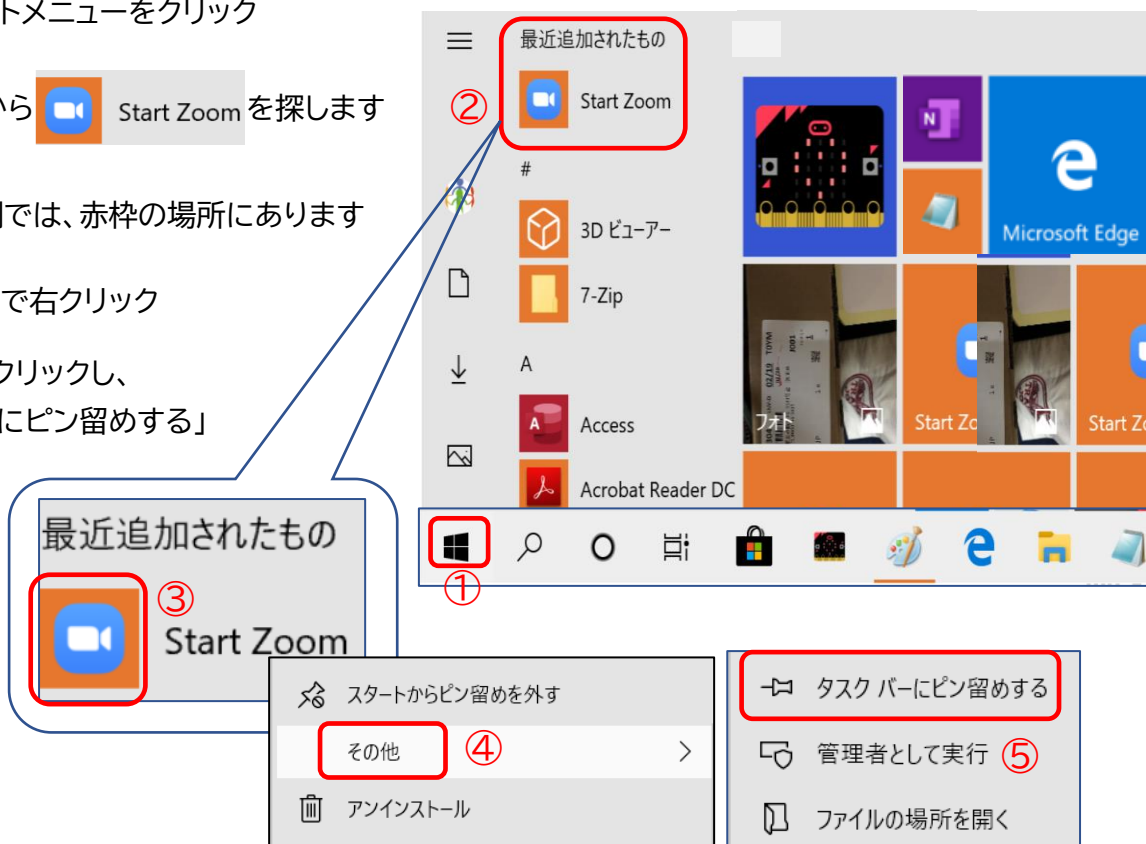 トメニューをクリック
から Start Zoom を探します
では、赤枠の場所にあります
で右クリック
クリックし、
にピン留めする」
最近追加されたもの
② Start Zoom
#
3D ビューアー
7-Zip
A
Access
Acrobat Reader DC
N
Microsoft Edge
フォト
Start Zo
Start Zo
①
最近追加されたもの
③
Start Zoom
スタートからピン留めを外す
その他 ④
アンインストール
タスク バーにピン留めする
管理者として実行 ⑤
ファイルの場所を開く